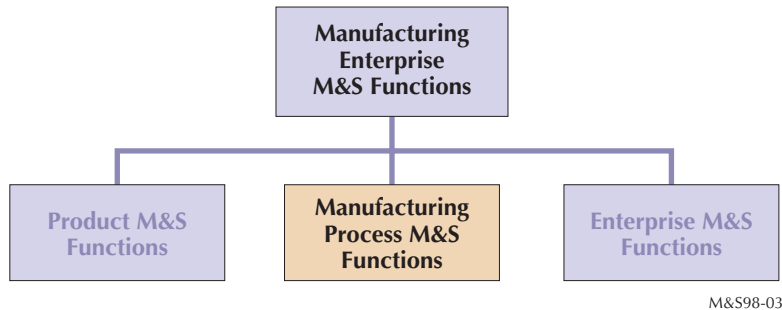 Manufacturing
Enterprise
M&S Functions
Product M&S
Functions
Manufacturing
Process M&S
Functions
Enterprise M&S
Functions
M&S98-03